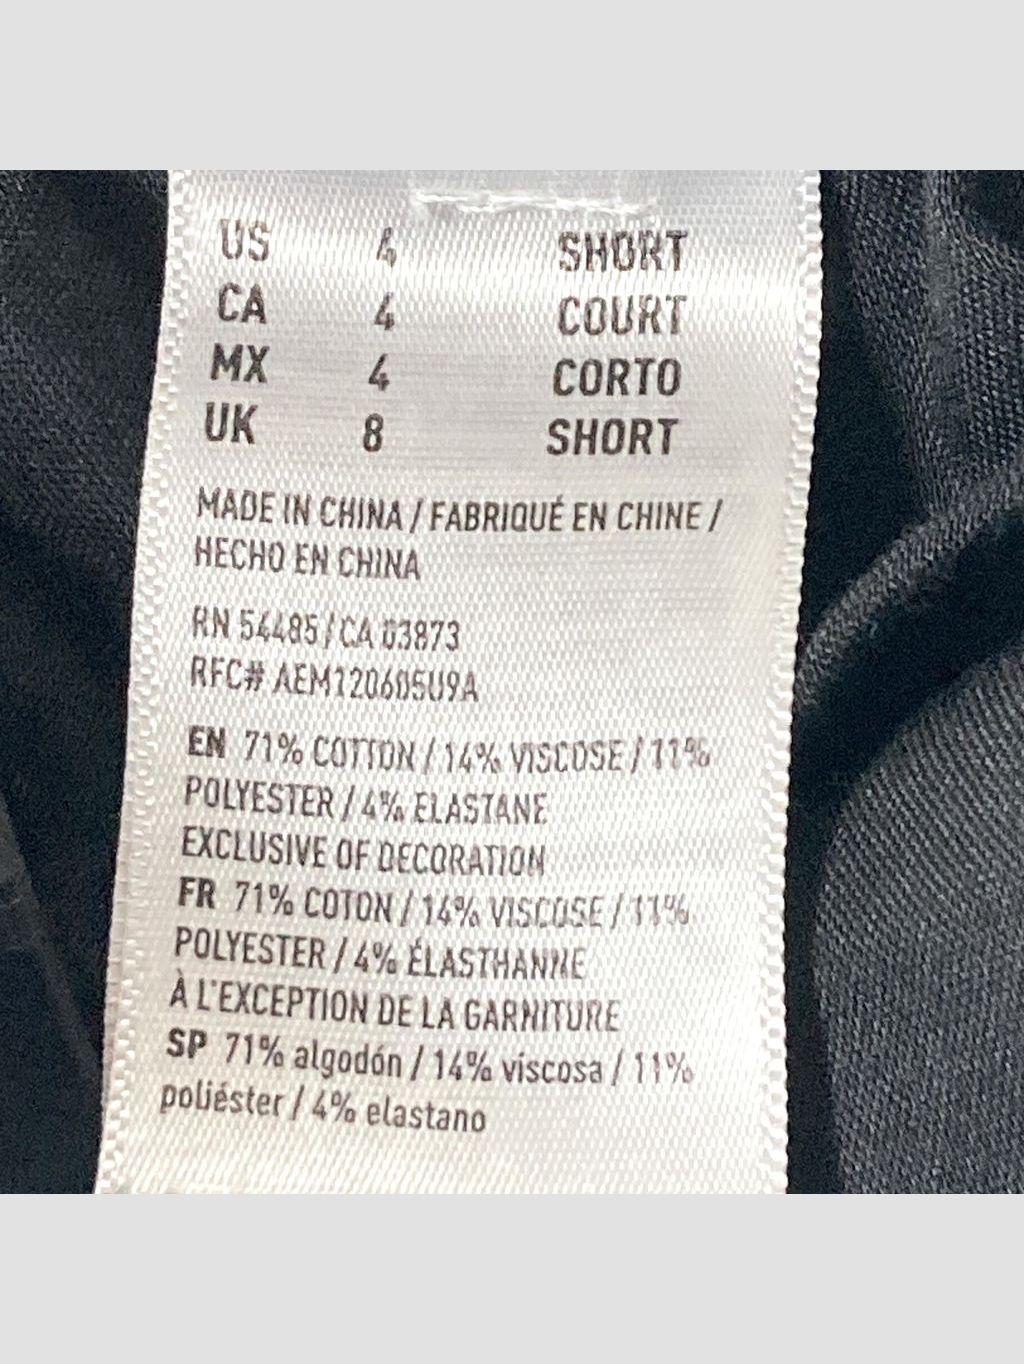 US 4 SHORT
CA 4 COURT
MX 4 CORTO
UK 8 SHORT
MADE IN CHINA / FABRIQUÉ EN CHINE /
HECHO EN CHINA
RN 54485 / CA 03873
RFC# AEM120605U9A
EN 71% COTTON / 14% VISCOSE / 11%
POLYESTER / 4% ELASTANE
EXCLUSIVE OF DECORATION
FR 71% COTON / 14% VISCOSE / 11%
POLYESTER / 4% ÉLASTHANNE
À L'EXCEPTION DE LA GARNITURE
SP 71% algodón / 14% viscosa / 11%
poliéster / 4% elastano